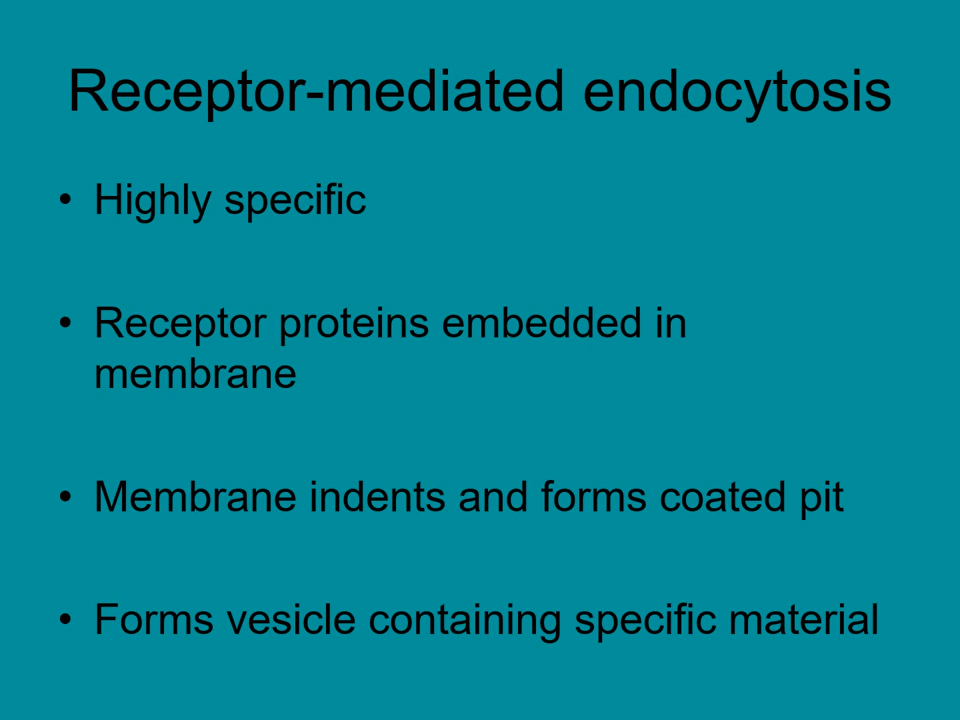 Receptor-mediated endocytosis
• Highly specific
• Receptor proteins embedded in
membrane
• Membrane indents and forms coated pit
• Forms vesicle containing specific material